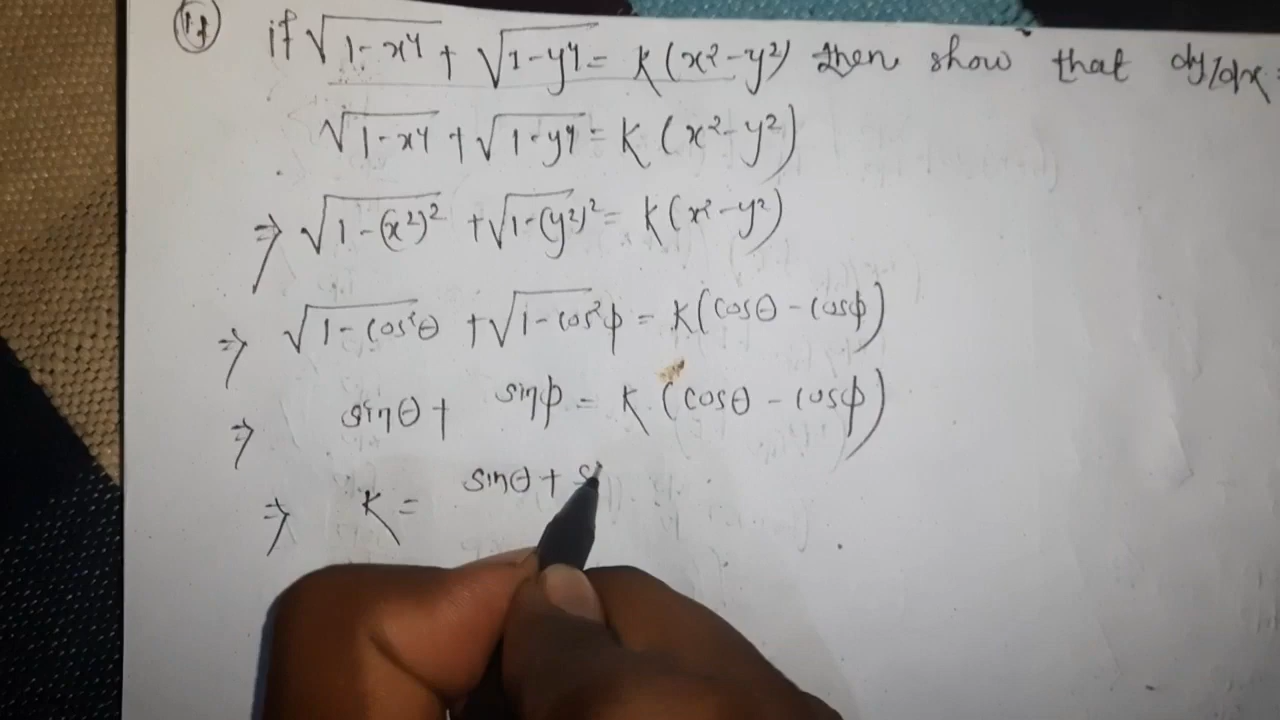 (17) if √1-x⁴ + √1-y⁴ = k(x²-y²) then show that dy/dx =
√1-x⁴ + √1-y⁴ = k(x²-y²)
⇒ √1-(x²)² + √1-(y²)² = k(x²-y²)
⇒ √1-cos²θ + √1-cos²φ = k(cosθ - cosφ)
⇒ sinθ + sinφ = k(cosθ - cosφ)
⇒ k = sinθ + s